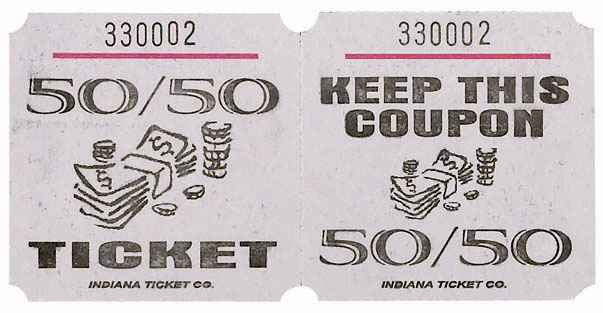 330002
50/50
TICKET
INDIANA TICKET CO.
330002
KEEP THIS
COUPON
50/50
INDIANA TICKET CO.